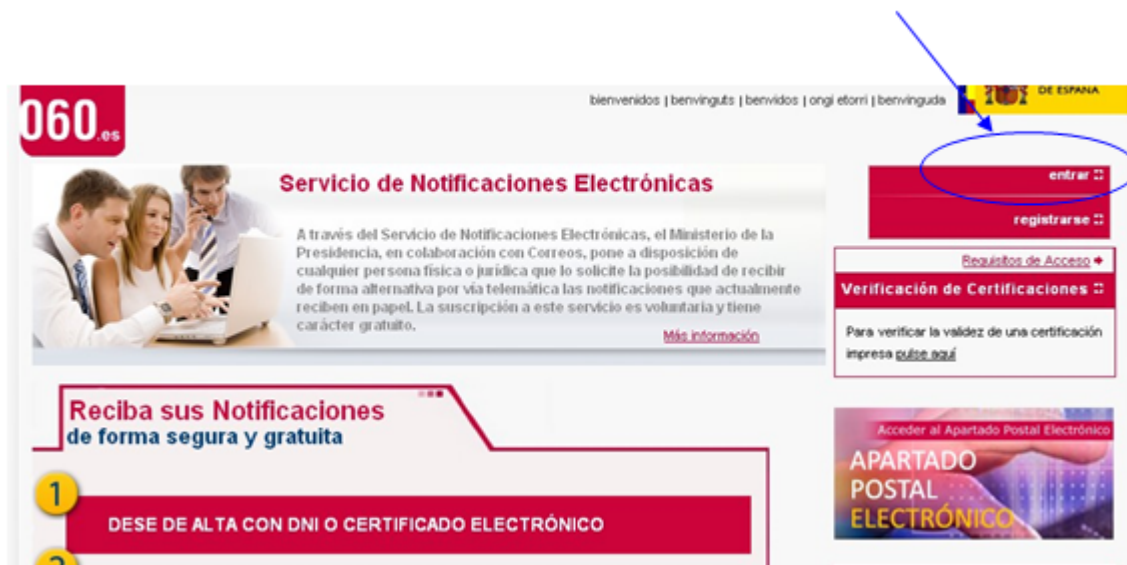 060.es
bienvenidos | benvinguts | benvidos | ongi etorri | benvinguda
DE ESPAÑA
entrar
registrarse
Requisitos de Acceso
Verificación de Certificaciones
Para verificar la validez de una certificación
impresa pulse aquí
Servicio de Notificaciones Electrónicas
A través del Servicio de Notificaciones Electrónicas, el Ministerio de la
Presidencia, en colaboración con Correos, pone a disposición de
cualquier persona física o jurídica que lo solicite la posibilidad de recibir
de forma alternativa por vía telemática las notificaciones que actualmente
reciben en papel. La suscripción a este servicio es voluntaria y tiene
carácter gratuito.
Más información
Reciba sus Notificaciones
de forma segura y gratuita
1
DESE DE ALTA CON DNI O CERTIFICADO ELECTRÓNICO
2
Acceder al Apartado Postal Electrónico
APARTADO
POSTAL
ELECTRÓNICO